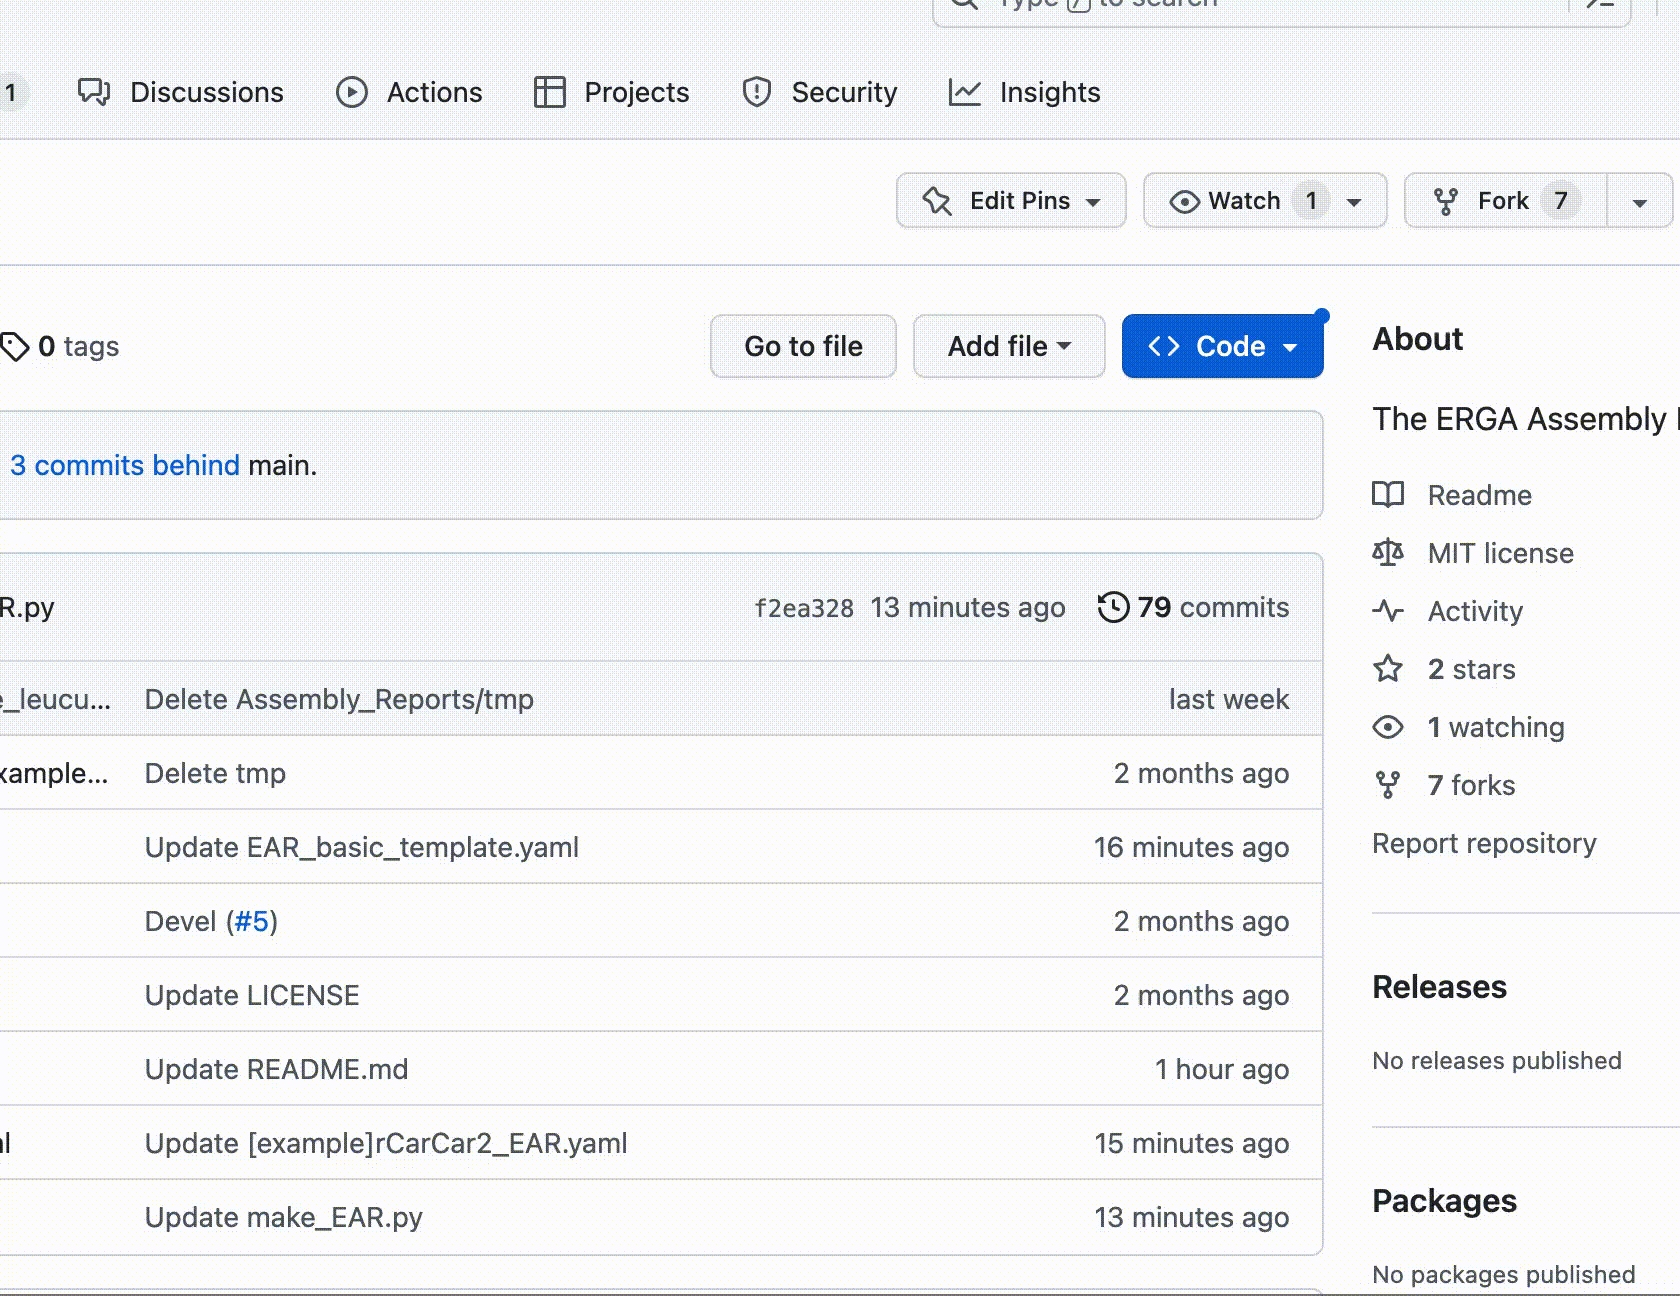 Type / to search
1 Discussions Actions Projects Security Insights
Edit Pins Watch 1 Fork 7
0 tags Go to file Add file Code
3 commits behind main.
R.py f2ea328 13 minutes ago 79 commits
e_leucu... Delete Assembly_Reports/tmp last week
xample... Delete tmp 2 months ago
Update EAR_basic_template.yaml 16 minutes ago
Devel (#5) 2 months ago
Update LICENSE 2 months ago
Update README.md 1 hour ago
Update [example]rCarCar2_EAR.yaml 15 minutes ago
Update make_EAR.py 13 minutes ago
About
The ERGA Assembly
Readme
MIT license
Activity
2 stars
1 watching
7 forks
Report repository
Releases
No releases published
Packages
No packages published